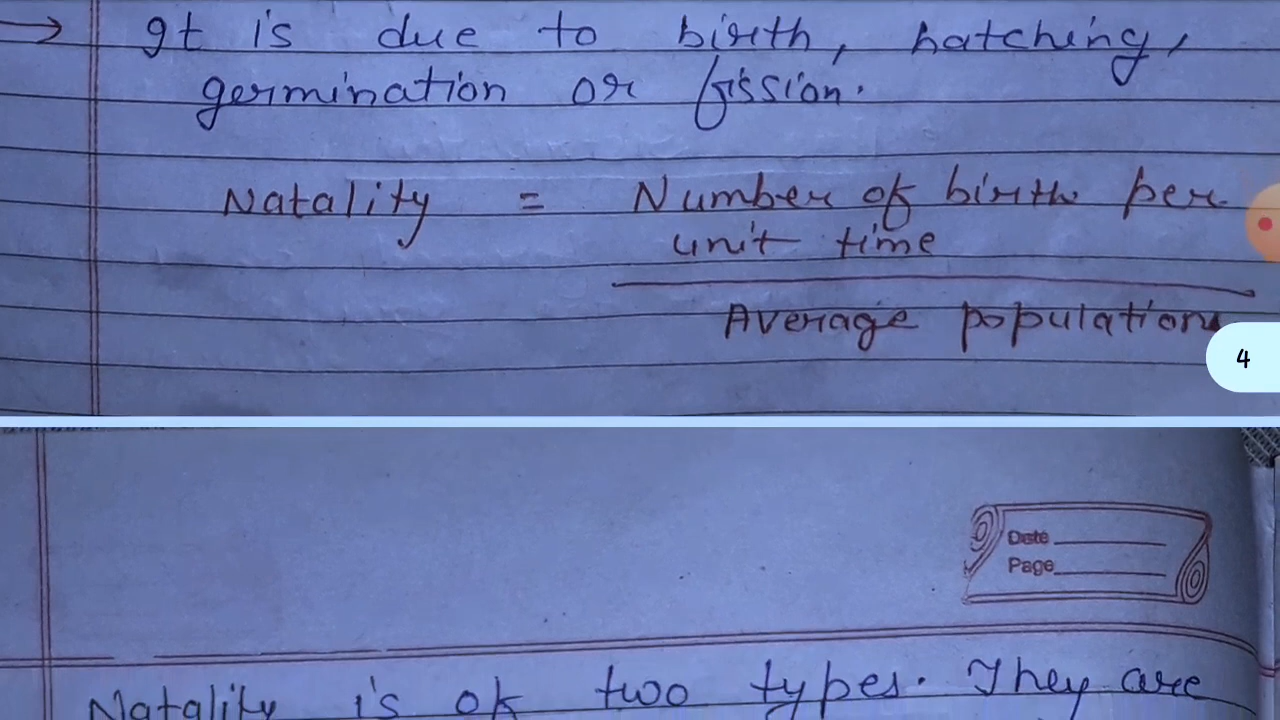 → It is due to birth, hatching,
germination or fission.
Natality = Number of birth per
unit time
Average population
4
Date
Page
Natality is of two types. They are